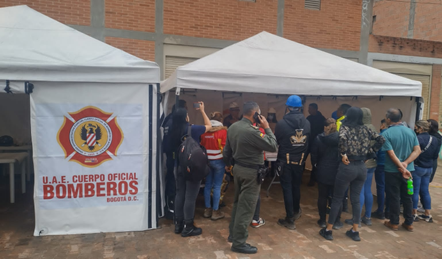 U.A.E. CUERPO OFICIAL
BOMBEROS
BOGOTÁ D.C.